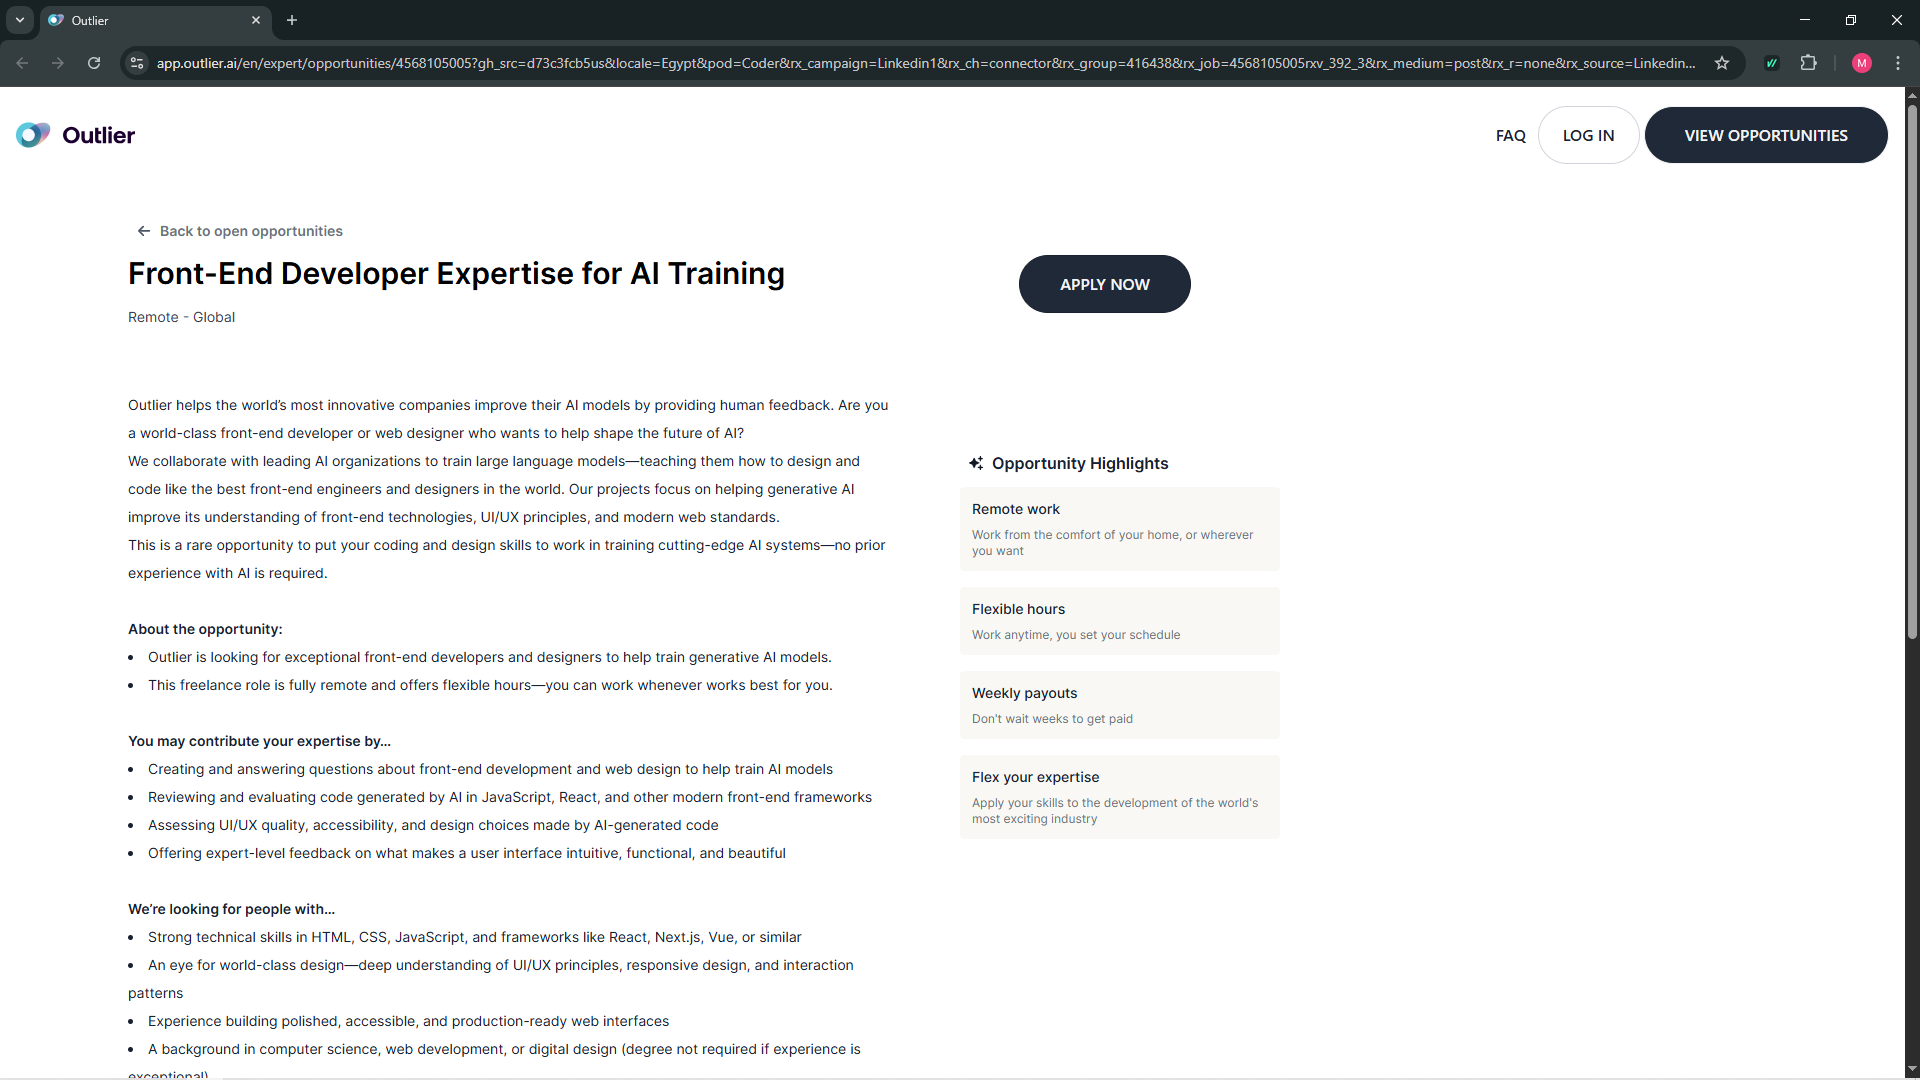 Outlier
app.outlier.ai/en/expert/opportunities/4568105005?gh_src=d73c3fcb5us&locale=Egypt&pod=Coder&rx_campaign=Linkedin1&rx_ch=connector&rx_group=416438&rx_job=4568105005rxv_392_3&rx_medium=post&rx_r=none&rx_source=Linkedin...
M
Outlier
FAQ
LOG IN
VIEW OPPORTUNITIES
Back to open opportunities
Front-End Developer Expertise for AI Training
APPLY NOW
Remote - Global
Outlier helps the world’s most innovative companies improve their AI models by providing human feedback. Are you
a world-class front-end developer or web designer who wants to help shape the future of AI?
We collaborate with leading AI organizations to train large language models—teaching them how to design and
code like the best front-end engineers and designers in the world. Our projects focus on helping generative AI
improve its understanding of front-end technologies, UI/UX principles, and modern web standards.
This is a rare opportunity to put your coding and design skills to work in training cutting-edge AI systems—no prior
experience with AI is required.
About the opportunity:
• Outlier is looking for exceptional front-end developers and designers to help train generative AI models.
• This freelance role is fully remote and offers flexible hours—you can work whenever works best for you.
You may contribute your expertise by…
• Creating and answering questions about front-end development and web design to help train AI models
• Reviewing and evaluating code generated by AI in JavaScript, React, and other modern front-end frameworks
• Assessing UI/UX quality, accessibility, and design choices made by AI-generated code
• Offering expert-level feedback on what makes a user interface intuitive, functional, and beautiful
We’re looking for people with…
• Strong technical skills in HTML, CSS, JavaScript, and frameworks like React, Next.js, Vue, or similar
• An eye for world-class design—deep understanding of UI/UX principles, responsive design, and interaction
patterns
• Experience building polished, accessible, and production-ready web interfaces
• A background in computer science, web development, or digital design (degree not required if experience is
exceptional)
Opportunity Highlights
Remote work
Work from the comfort of your home, or wherever
you want
Flexible hours
Work anytime, you set your schedule
Weekly payouts
Don't wait weeks to get paid
Flex your expertise
Apply your skills to the development of the world's
most exciting industry